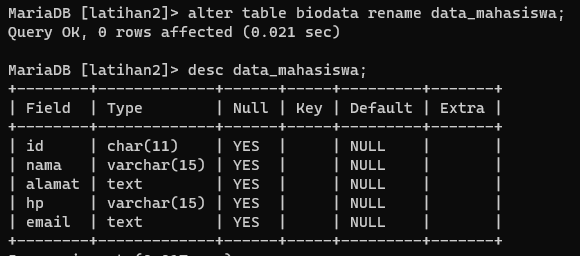 MariaDB [latihan2]> alter table biodata rename data_mahasiswa;
Query OK, 0 rows affected (0.021 sec)
MariaDB [latihan2]> desc data_mahasiswa;
+--------+-------------+------+-----+---------+-------+
| Field  | Type        | Null | Key | Default | Extra |
+--------+-------------+------+-----+---------+-------+
| id     | char(11)    | YES  |     | NULL    |       |
| nama   | varchar(15) | YES  |     | NULL    |       |
| alamat | text        | YES  |     | NULL    |       |
| hp     | varchar(15) | YES  |     | NULL    |       |
| email  | text        | YES  |     | NULL    |       |
+--------+-------------+------+-----+---------+-------+